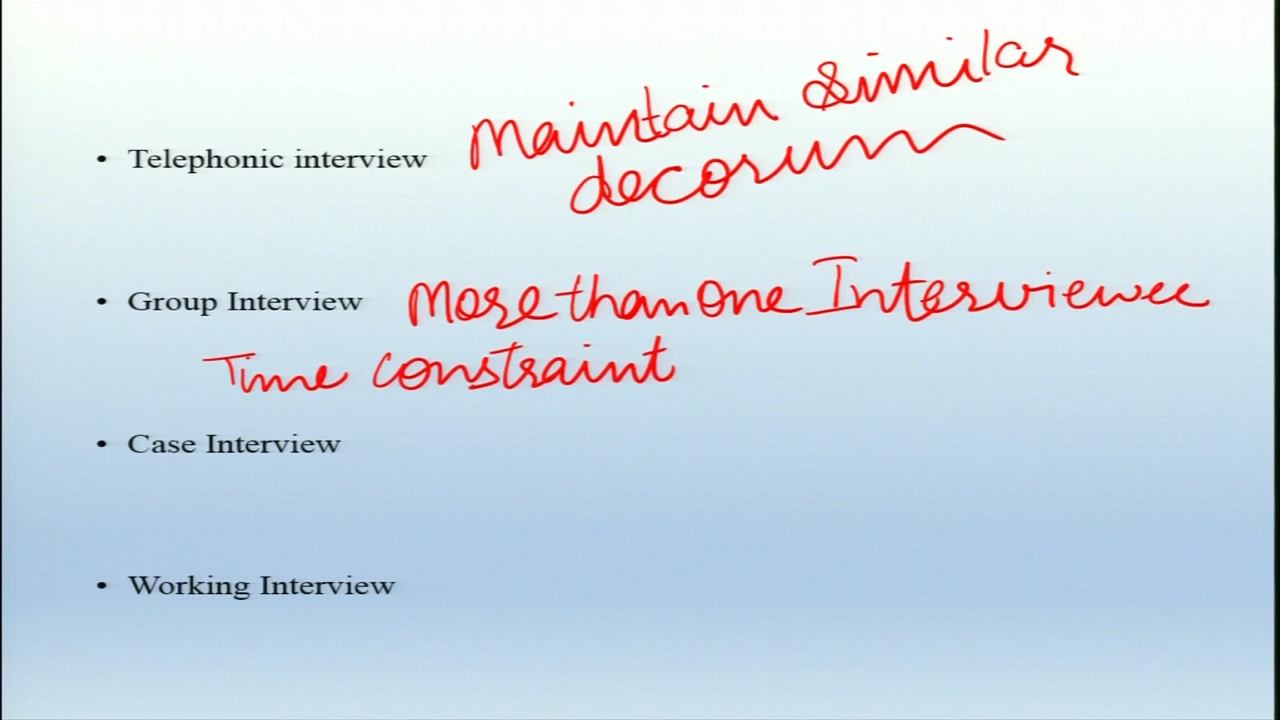 • Telephonic interview Maintain similar
decorum
• Group Interview More than one Interviewee
Time constraint
• Case Interview
• Working Interview